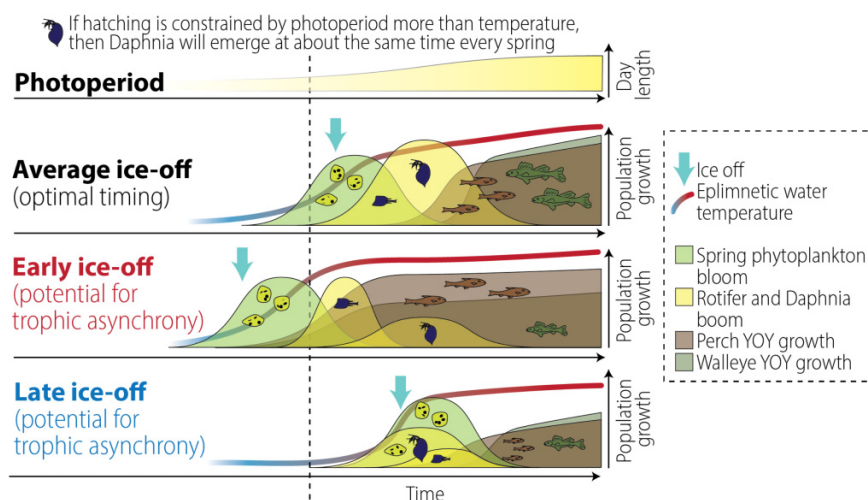 If hatching is constrained by photoperiod more than temperature,
then Daphnia will emerge at about the same time every spring
Photoperiod
Day
length
Average ice-off
(optimal timing)
Population
growth
Early ice-off
(potential for
trophic asynchrony)
Population
growth
Late ice-off
(potential for
trophic asynchrony)
Population
growth
Time
Ice off
Eplimnetic water
temperature
Spring phytoplankton
bloom
Rotifer and Daphnia
boom
Perch YOY growth
Walleye YOY growth